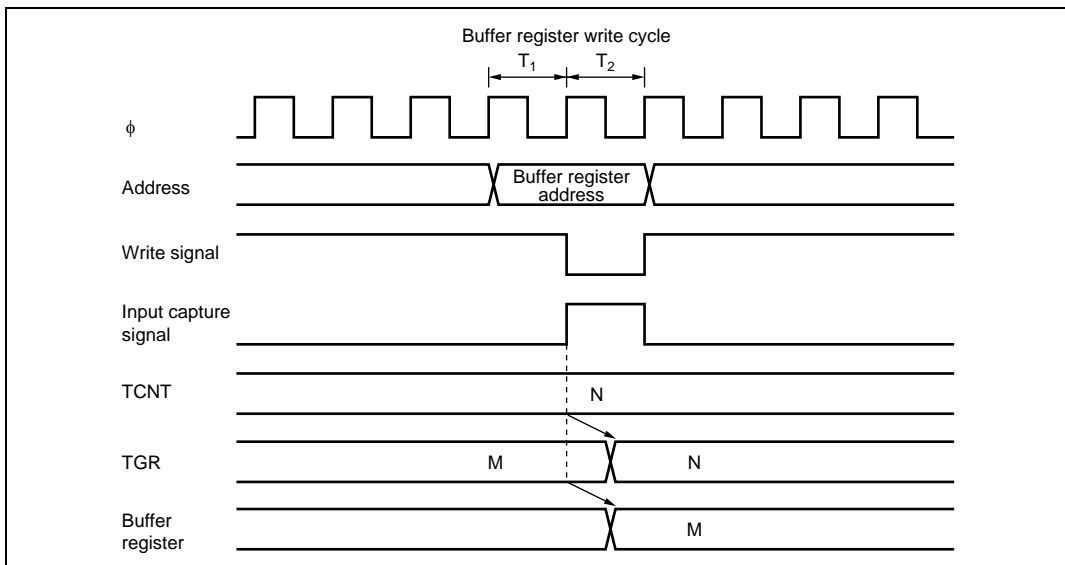 Buffer register write cycle
T1 T2
ϕ
Address
Buffer register
address
Write signal
Input capture
signal
TCNT
N
TGR
M N
Buffer
register
M